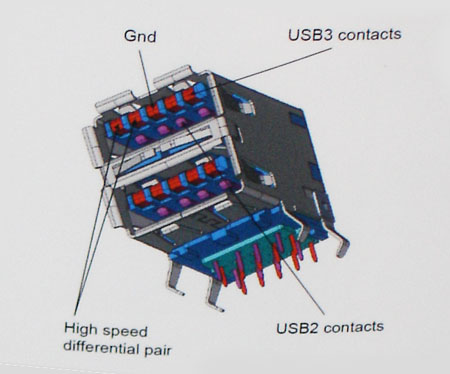 Gnd
USB3 contacts
High speed
differential pair
USB2 contacts